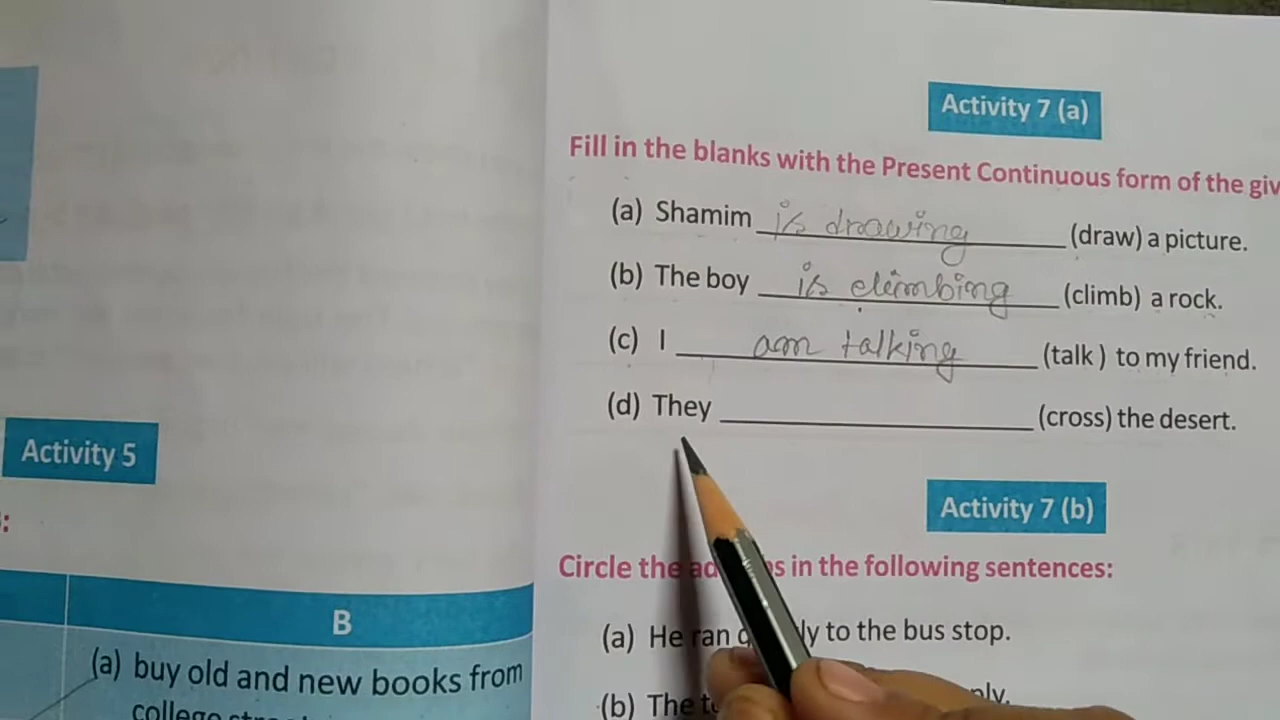 Activity 7 (a)
Fill in the blanks with the Present Continuous form of the
(a) Shamim is drawing (draw) a picture.
(b) The boy is climbing (climb) a rock.
(c) I am talking (talk ) to my friend.
(d) They (cross) the desert.
Activity 5
Activity 7 (b)
Circle the in the following sentences:
B
(a) He ran to the bus stop.
(a) buy old and new books from
college
(b) The